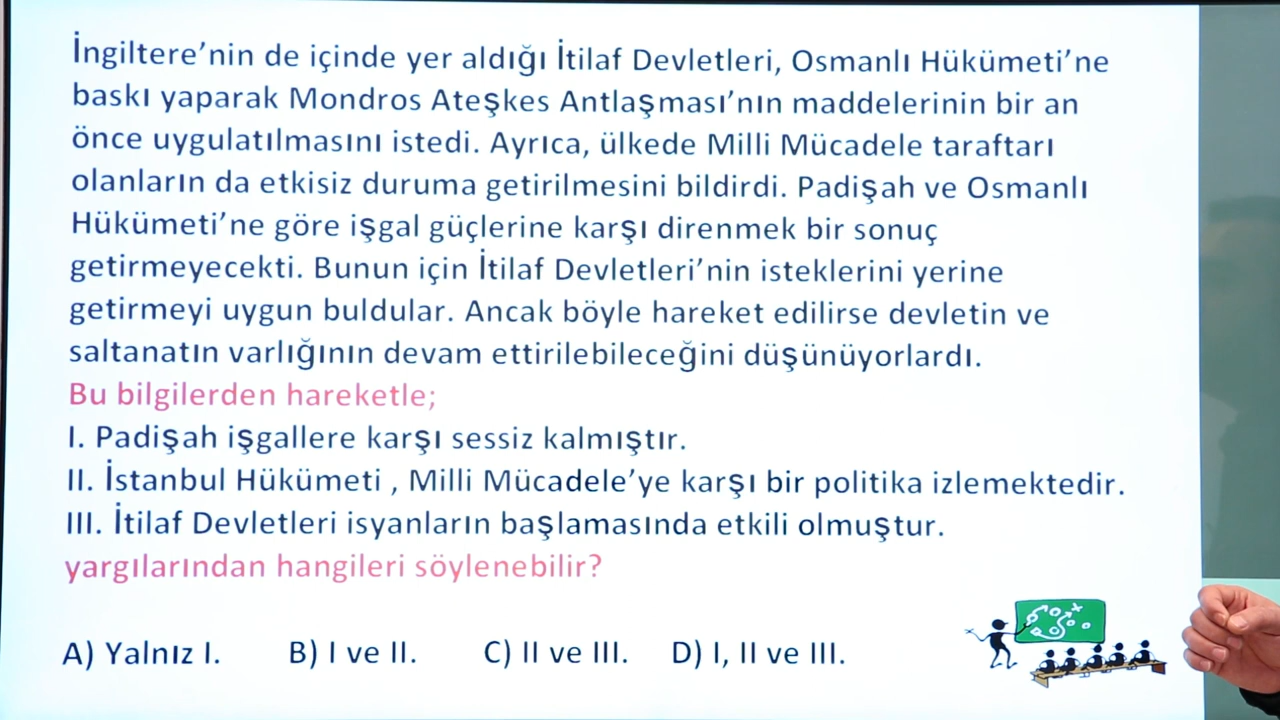 İngiltere’nin de içinde yer aldığı İtilaf Devletleri, Osmanlı Hükümeti’ne
baskı yaparak Mondros Ateşkes Antlaşması’nın maddelerinin bir an
önce uygulatılmasını istedi. Ayrıca, ülkede Milli Mücadele taraftarı
olanların da etkisiz duruma getirilmesini bildirdi. Padişah ve Osmanlı
Hükümeti’ne göre işgal güçlerine karşı direnmek bir sonuç
getirmeyecekti. Bunun için İtilaf Devletleri’nin isteklerini yerine
getirmeyi uygun buldular. Ancak böyle hareket edilirse devletin ve
saltanatın varlığının devam ettirilebileceğini düşünüyorlardı.
Bu bilgilerden hareketle;
I. Padişah işgallere karşı sessiz kalmıştır.
II. İstanbul Hükümeti , Milli Mücadele’ye karşı bir politika izlemektedir.
III. İtilaf Devletleri isyanların başlamasında etkili olmuştur.
yargılarından hangileri söylenebilir?
A) Yalnız I. B) I ve II. C) II ve III. D) I, II ve III.